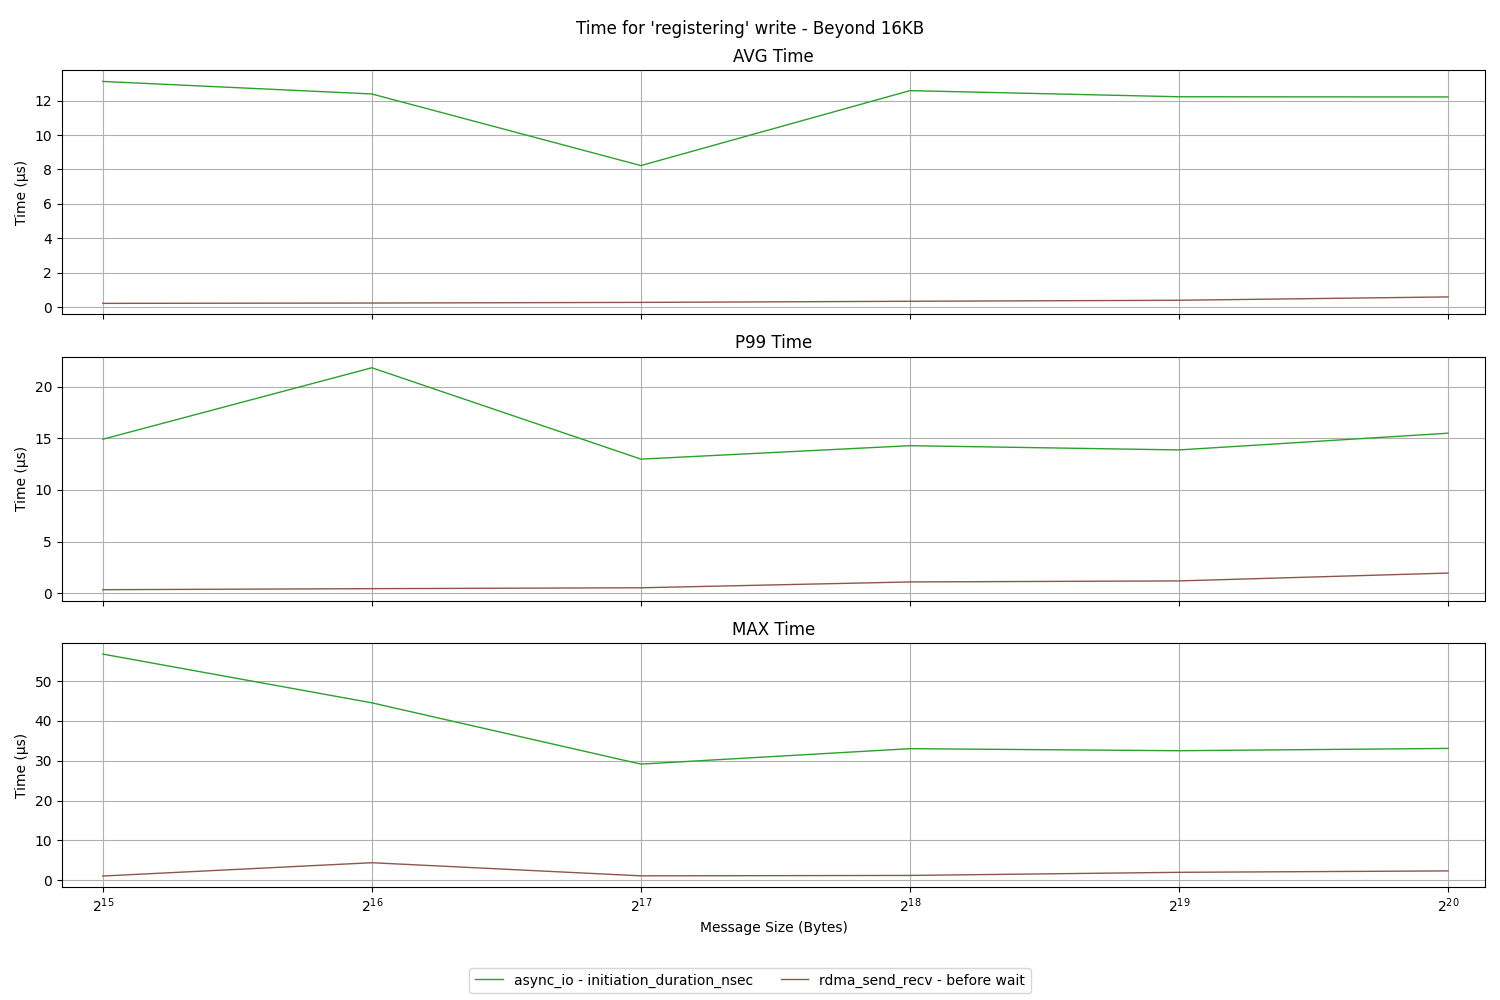 Time for 'registering' write - Beyond 16KB
AVG Time
12
10
8
6
4
2
0
Time (µs)
P99 Time
20
15
10
5
0
Time (µs)
MAX Time
50
40
30
20
10
0
Time (µs)
2^15 2^16 2^17 2^18 2^19 2^20
Message Size (Bytes)
async_io - initiation_duration_nsec rdma_send_recv - before wait